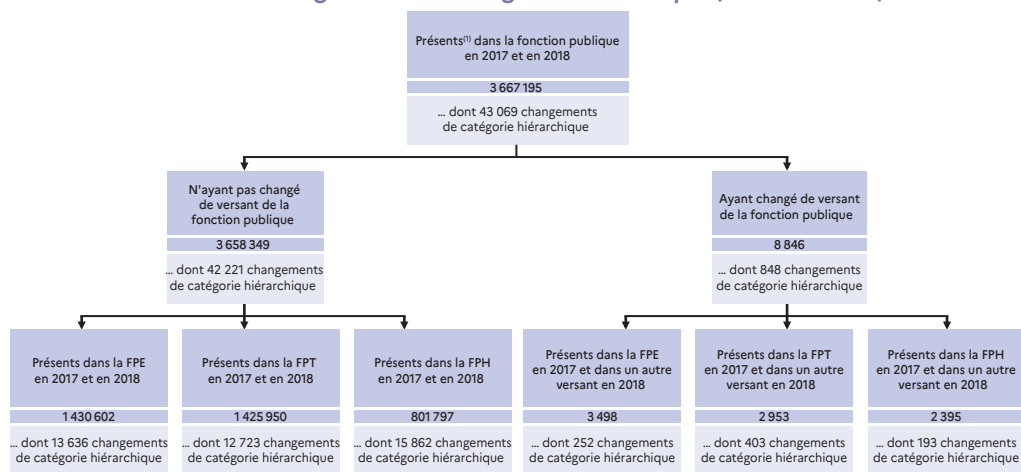 Présents⁽¹⁾ dans la fonction publique
en 2017 et en 2018
3 667 195
... dont 43 069 changements
de catégorie hiérarchique
N'ayant pas changé
de versant de la
fonction publique
3 658 349
... dont 42 221 changements
de catégorie hiérarchique
Ayant changé de versant
de la fonction publique
8 846
... dont 848 changements
de catégorie hiérarchique
Présents dans la FPE
en 2017 et en 2018
1 430 602
... dont 13 636 changements
de catégorie hiérarchique
Présents dans la FPT
en 2017 et en 2018
1 425 950
... dont 12 723 changements
de catégorie hiérarchique
Présents dans la FPH
en 2017 et en 2018
801 797
... dont 15 862 changements
de catégorie hiérarchique
Présents dans la FPE
en 2017 et dans un autre
versant en 2018
3 498
... dont 252 changements
de catégorie hiérarchique
Présents dans la FPT
en 2017 et dans un autre
versant en 2018
2 953
... dont 403 changements
de catégorie hiérarchique
Présents dans la FPH
en 2017 et dans un autre
versant en 2018
2 395
... dont 193 changements
de catégorie hiérarchique